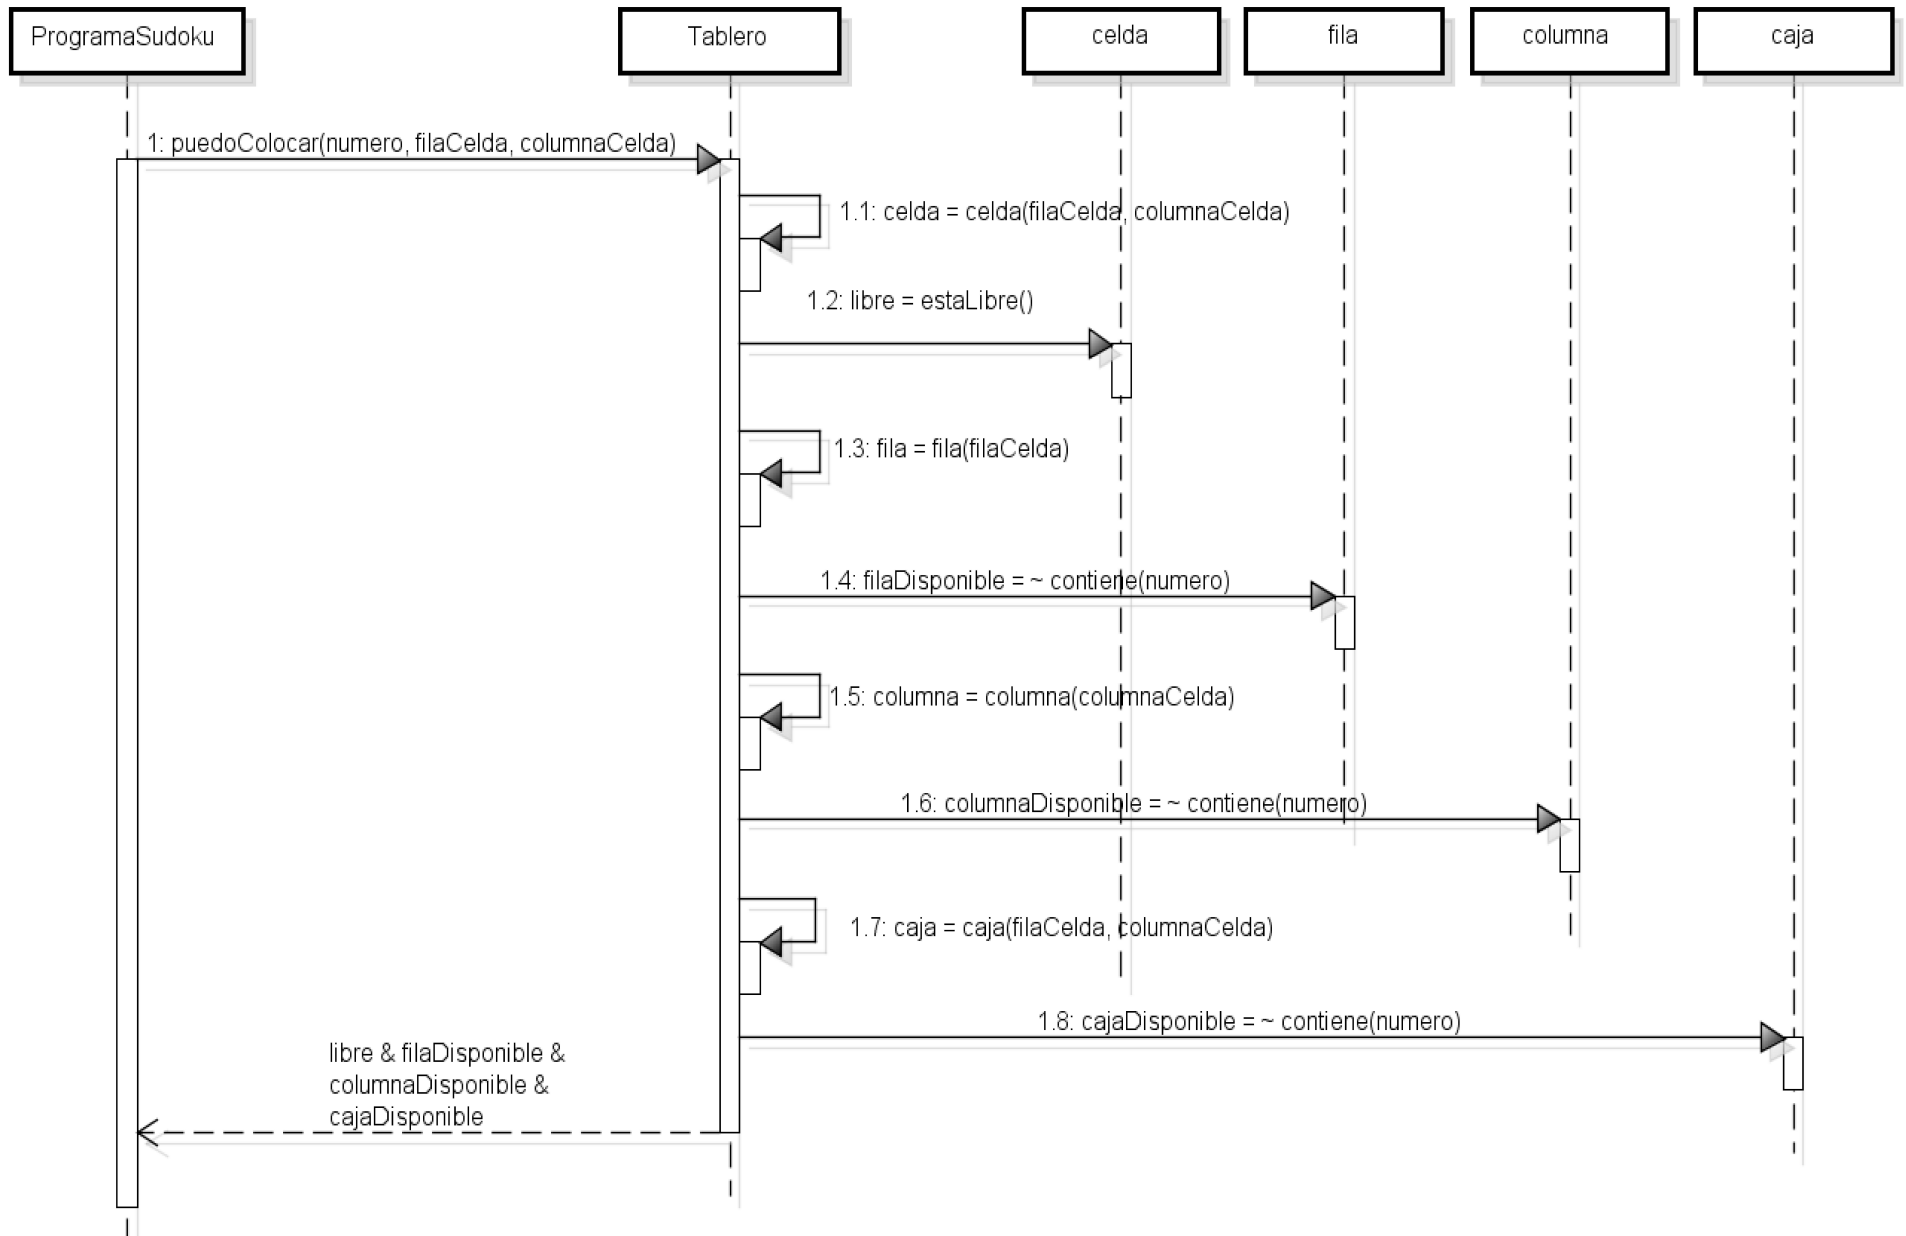 ProgramaSudoku
Tablero
celda
fila
columna
caja
1: puedoColocar(numero, filaCelda, columnaCelda)
1.1: celda = celda(filaCelda, columnaCelda)
1.2: libre = estaLibre()
1.3: fila = fila(filaCelda)
1.4: filaDisponible = ~ contiene(numero)
1.5: columna = columna(columnaCelda)
1.6: columnaDisponible = ~ contiene(numero)
1.7: caja = caja(filaCelda, columnaCelda)
1.8: cajaDisponible = ~ contiene(numero)
libre & filaDisponible &
columnaDisponible &
cajaDisponible